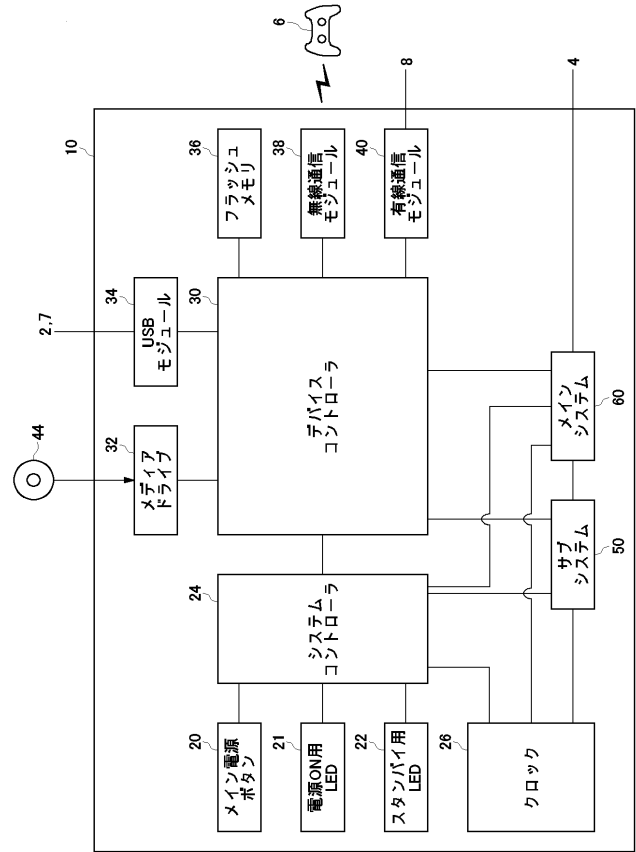 10
44
2,7
6
8
4
メイン電源
ボタン
20
電源ON用
LED
21
スタンバイ用
LED
22
クロック
26
システム
コントローラ
24
メディア
ドライブ
32
USB
モジュール
34
デバイス
コントローラ
30
フラッシュ
メモリ
36
無線通信
モジュール
38
有線通信
モジュール
40
サブ
システム
50
メイン
システム
60